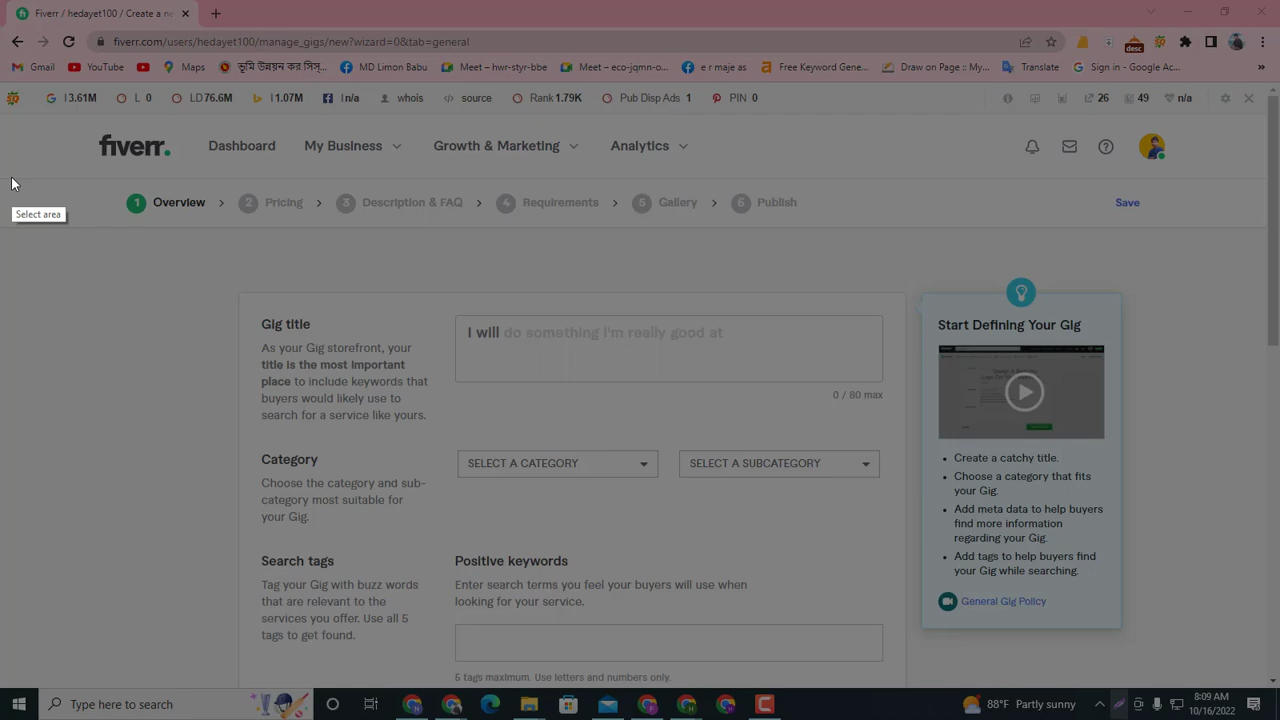 Fiverr / hedayet100 / Create a ne
fiverr.com/users/hedayet100/manage_gigs/new?wizard=0&tab=general
desc
Gmail YouTube Maps ভূমি উন্নয়ন কর সিস্... MD Limon Babu Meet – hwr-styr-bbe Meet – eco-jqmn-o... e r maje as Free Keyword Gene... Draw on Page :: My... Translate Sign in - Google Ac... »
I 3.61M L 0 LD 76.6M I 1.07M I n/a whois source Rank 1.79K Pub Disp Ads 1 PIN 0 26 49 n/a
fiverr. Dashboard My Business Growth & Marketing Analytics
Select area
1 Overview 2 Pricing 3 Description & FAQ 4 Requirements 5 Gallery 6 Publish Save
Gig title
As your Gig storefront, your
title is the most important
place to include keywords that
buyers would likely use to
search for a service like yours.
I will do something I'm really good at
0 / 80 max
Category
Choose the category and sub-
category most suitable for
your Gig.
SELECT A CATEGORY SELECT A SUBCATEGORY
Search tags
Tag your Gig with buzz words
that are relevant to the
services you offer. Use all 5
tags to get found.
Positive keywords
Enter search terms you feel your buyers will use when
looking for your service.
5 tags maximum. Use letters and numbers only.
Start Defining Your Gig
• Create a catchy title.
• Choose a category that fits
your Gig.
• Add meta data to help buyers
find more information
regarding your Gig.
• Add tags to help buyers find
your Gig while searching.
General Gig Policy
Type here to search
88°F Partly sunny
8:09 AM
10/16/2022